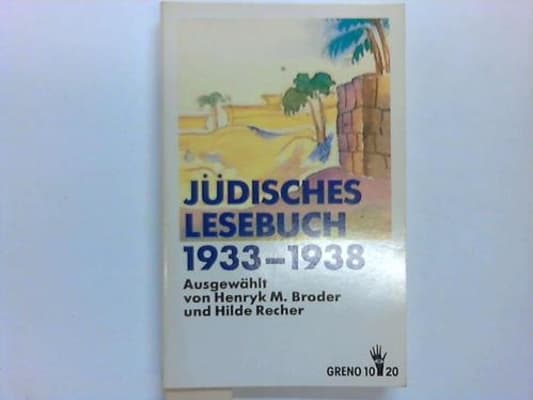 JÜDISCHES
LESEBUCH
1933–1938
Ausgewählt
von Henryk M. Broder
und Hilde Recher
GRENO 10 20